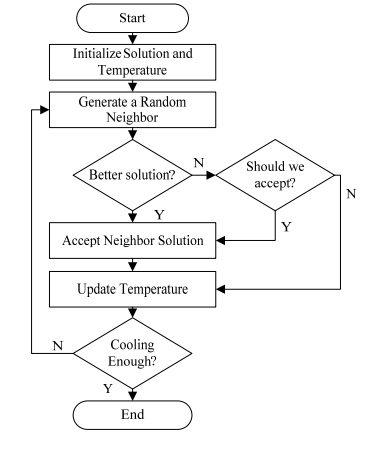 Start
Initialize Solution and
Temperature
Generate a Random
Neighbor
Better solution?
N
Should we
accept?
N
Y
Y
Accept Neighbor Solution
Update Temperature
Cooling
Enough?
N
Y
End